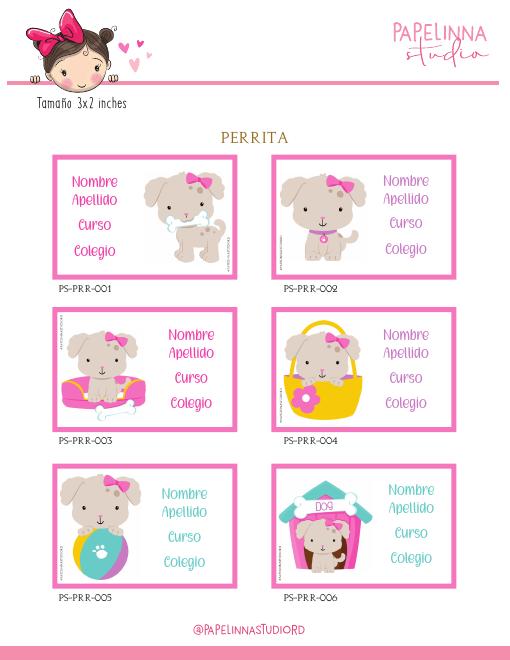 PAPELINNA
studio
Tamaño 3x2 inches
PERRITA
Nombre
Apellido
Curso
Colegio
PS-PRR-001
Nombre
Apellido
Curso
Colegio
PS-PRR-002
Nombre
Apellido
Curso
Colegio
PS-PRR-003
Nombre
Apellido
Curso
Colegio
PS-PRR-004
Nombre
Apellido
Curso
Colegio
PS-PRR-005
DOG
Nombre
Apellido
Curso
Colegio
PS-PRR-006
@PAPELINNASTUDIORD